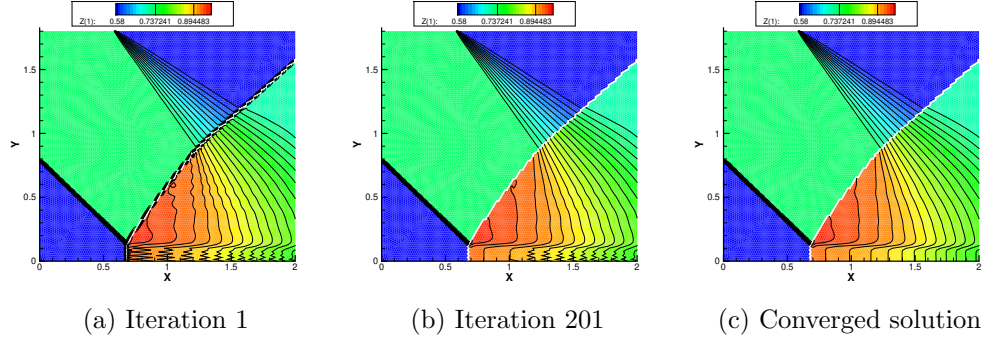 Z(1): 0.58 0.737241 0.894483
Z(1): 0.58 0.737241 0.894483
Z(1): 0.58 0.737241 0.894483
Y
1.5
1
0.5
0
0 0.5 1 1.5 2
X
Y
1.5
1
0.5
0
0 0.5 1 1.5 2
X
Y
1.5
1
0.5
0
0 0.5 1 1.5 2
X
(a) Iteration 1
(b) Iteration 201
(c) Converged solution